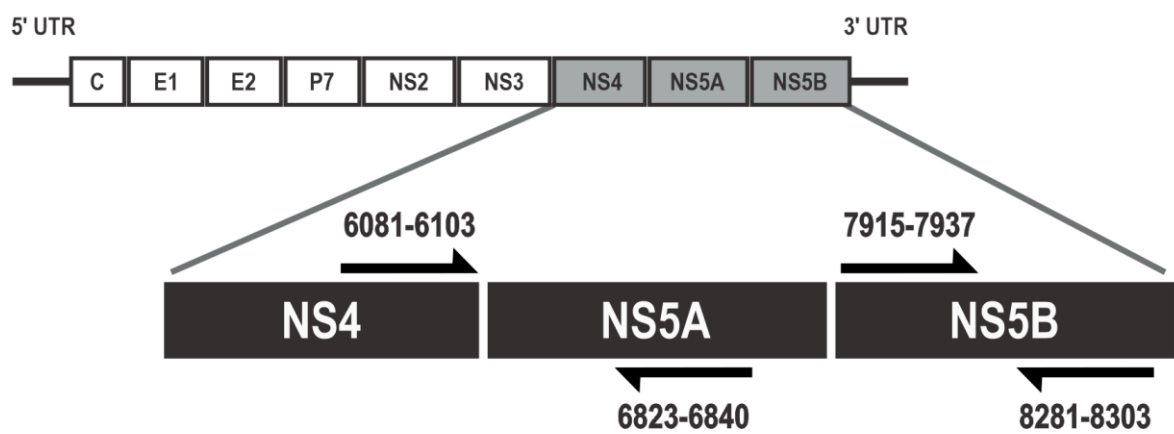 5' UTR 3' UTR
C E1 E2 P7 NS2 NS3 NS4 NS5A NS5B
6081-6103 7915-7937
NS4 NS5A NS5B
6823-6840 8281-8303